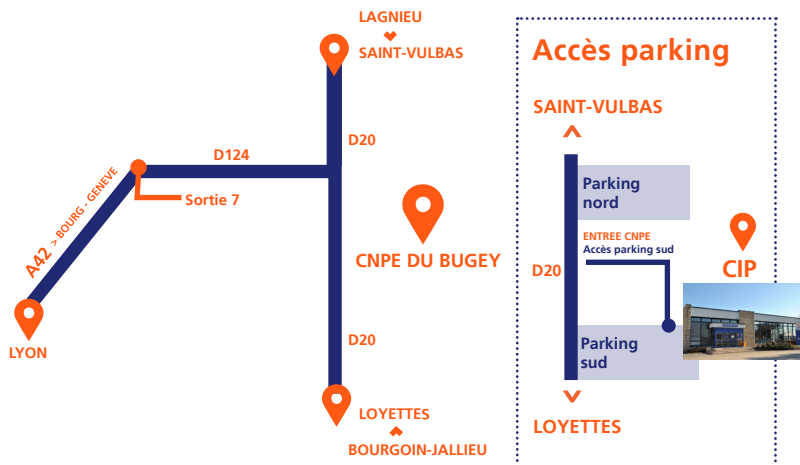 LAGNIEU
SAINT-VULBAS
D20
D124
Sortie 7
A42 > BOURG - GENEVE
LYON
CNPE DU BUGEY
D20
LOYETTES
BOURGOIN-JALLIEU
Accès parking
SAINT-VULBAS
Parking
nord
ENTREE CNPE
Accès parking sud
D20
CIP
Parking
sud
LOYETTES